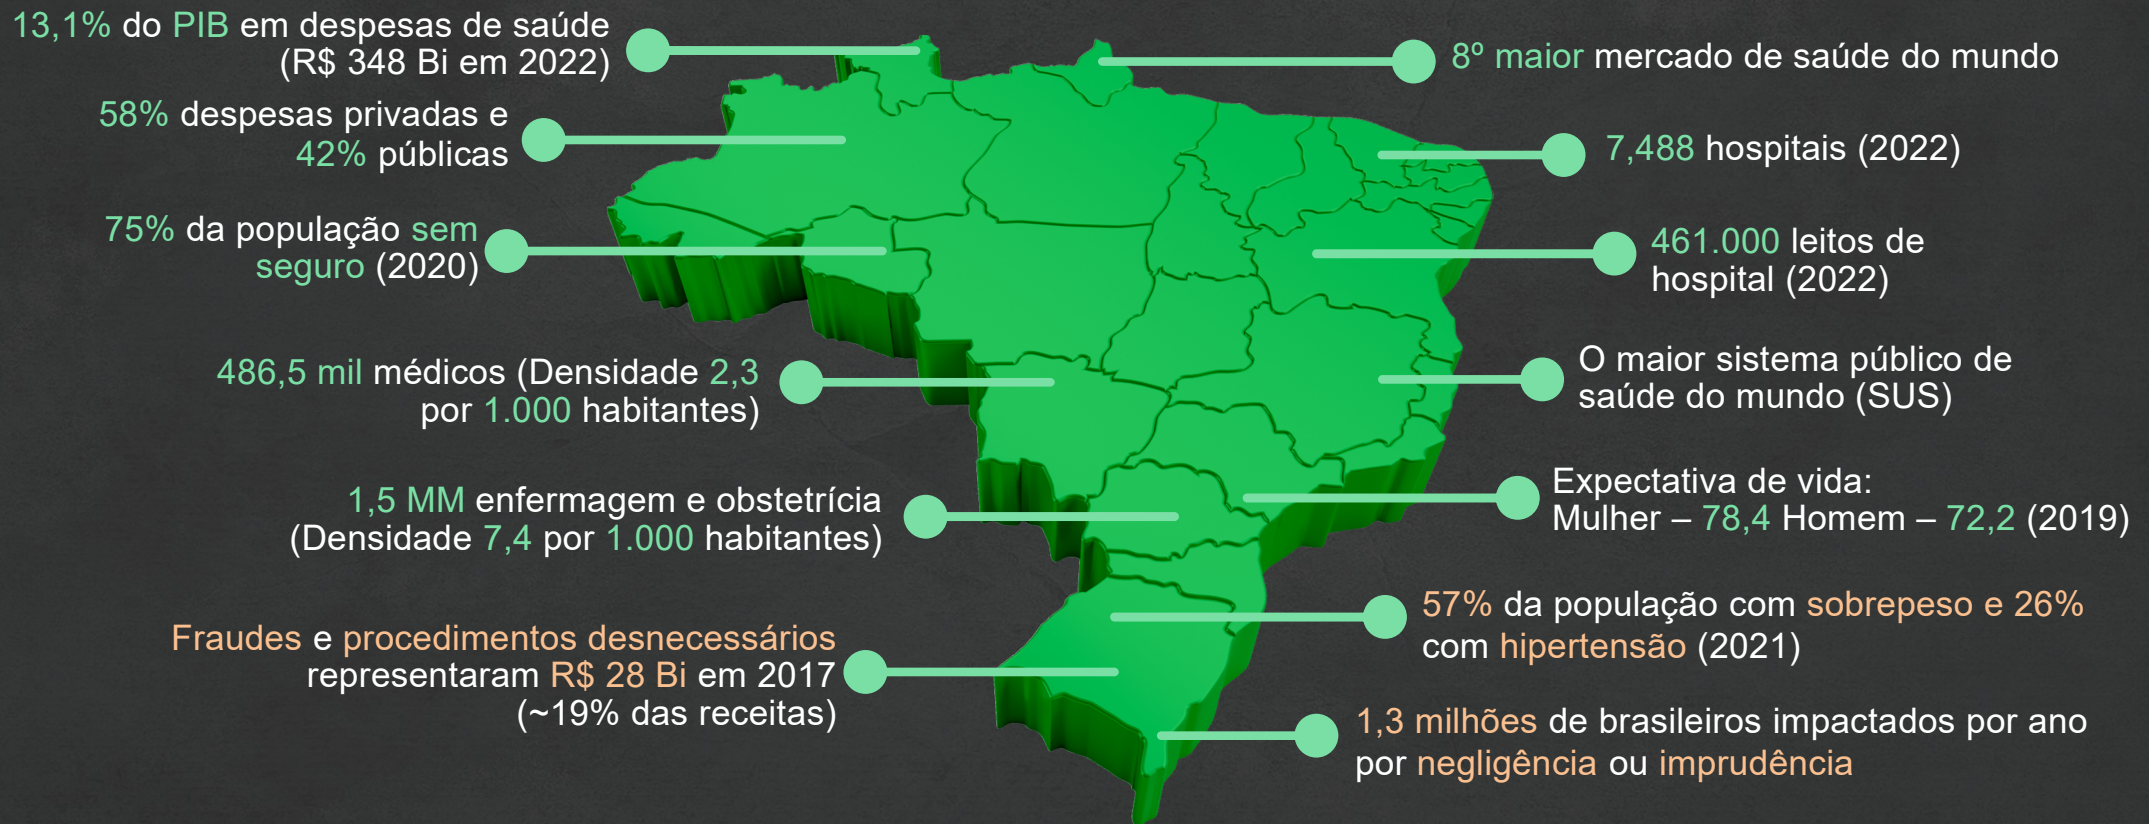 13,1% do PIB em despesas de saúde
(R$ 348 Bi em 2022)
58% despesas privadas e
42% públicas
75% da população sem
seguro (2020)
486,5 mil médicos (Densidade 2,3
por 1.000 habitantes)
1,5 MM enfermagem e obstetrícia
(Densidade 7,4 por 1.000 habitantes)
Fraudes e procedimentos desnecessários
representaram R$ 28 Bi em 2017
(~19% das receitas)
8º maior mercado de saúde do mundo
7,488 hospitais (2022)
461.000 leitos de
hospital (2022)
O maior sistema público de
saúde do mundo (SUS)
Expectativa de vida:
Mulher – 78,4 Homem – 72,2 (2019)
57% da população com sobrepeso e 26%
com hipertensão (2021)
1,3 milhões de brasileiros impactados por ano
por negligência ou imprudência